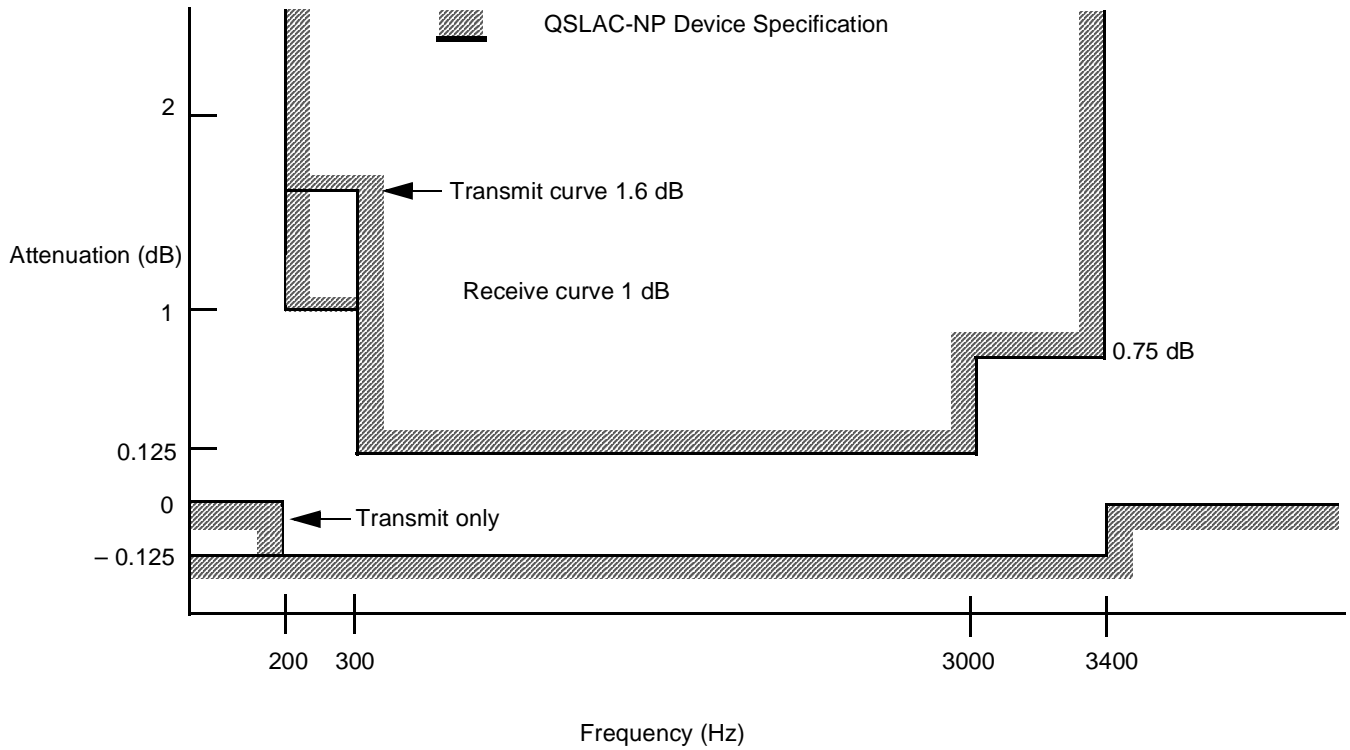 QSLAC-NP Device Specification
2
Transmit curve 1.6 dB
Attenuation (dB)
Receive curve 1 dB
1
0.75 dB
0.125
0
Transmit only
– 0.125
200 300 3000 3400
Frequency (Hz)